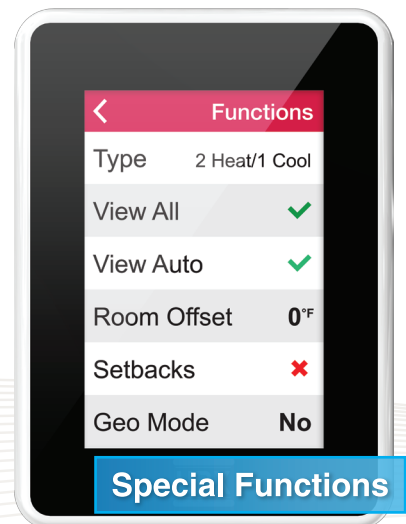 Functions
Type 2 Heat/1 Cool
View All
View Auto
Room Offset 0°F
Setbacks
Geo Mode No
Special Functions